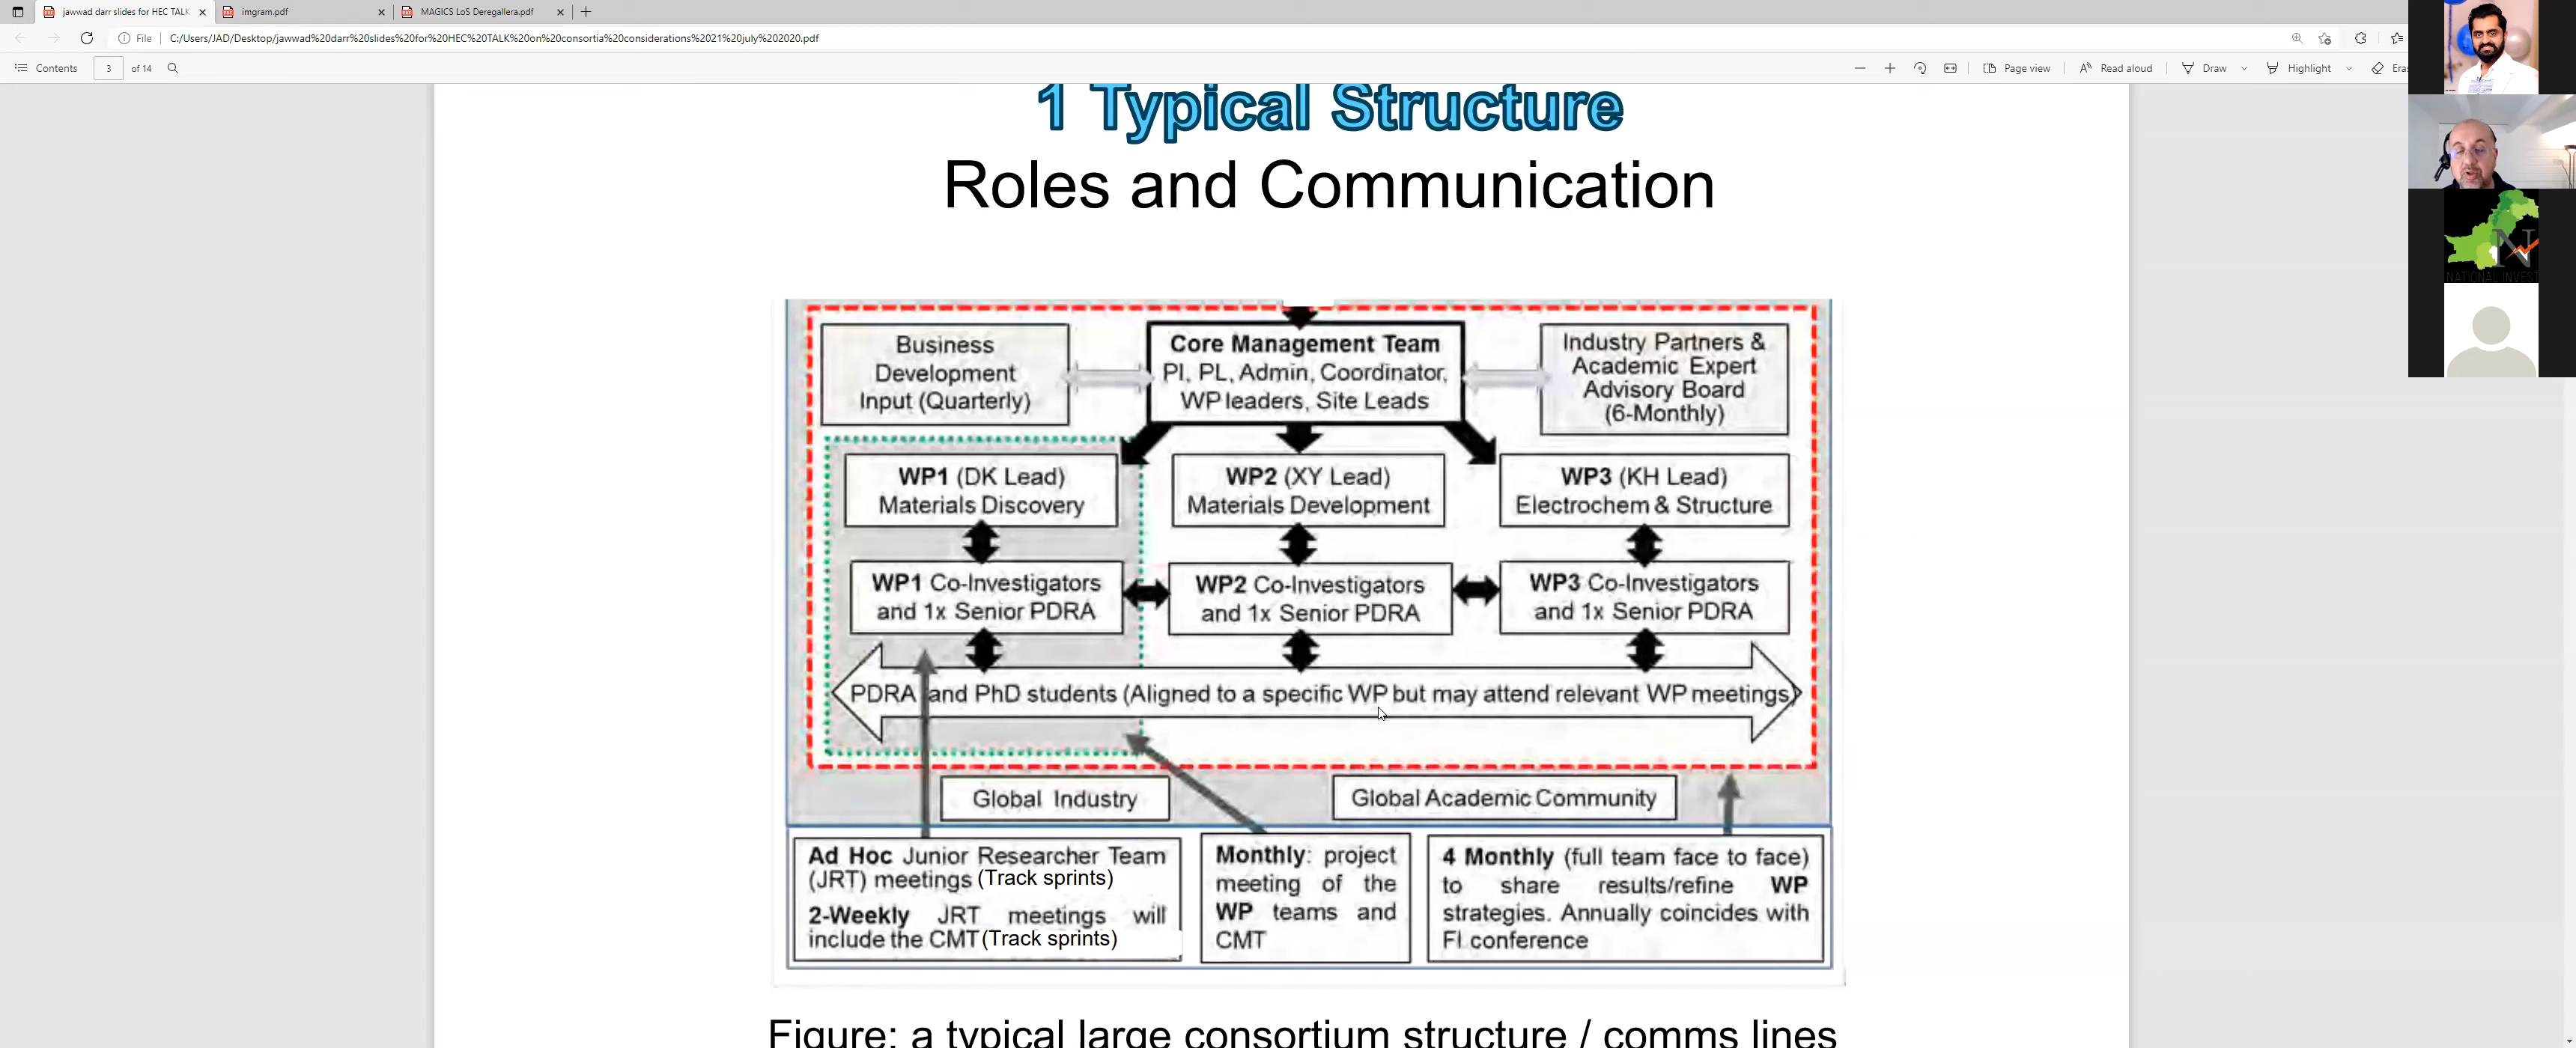 jawwad darr slides for HEC TALK
imgram.pdf
MAGICS LoS Deregallera.pdf
File
C:/Users/JAD/Desktop/jawwad%20darr%20slides%20for%20HEC%20TALK%20on%20consortia%20considerations%2021%20july%202020.pdf
Contents
3
of 14
Page view
Read aloud
Draw
Highlight
Eras
1 Typical Structure
Roles and Communication
Business
Development
Input (Quarterly)
Core Management Team
PI, PL, Admin, Coordinator,
WP leaders, Site Leads
Industry Partners &
Academic Expert
Advisory Board
(6-Monthly)
WP1 (DK Lead)
Materials Discovery
WP2 (XY Lead)
Materials Development
WP3 (KH Lead)
Electrochem & Structure
WP1 Co-Investigators
and 1x Senior PDRA
WP2 Co-Investigators
and 1x Senior PDRA
WP3 Co-Investigators
and 1x Senior PDRA
PDRA and PhD students (Aligned to a specific WP but may attend relevant WP meetings)
Global Industry
Global Academic Community
Ad Hoc Junior Researcher Team
(JRT) meetings (Track sprints)
2-Weekly JRT meetings will
include the CMT (Track sprints)
Monthly: project
meeting of the
WP teams and
CMT
4 Monthly (full team face to face)
to share results/refine WP
strategies. Annually coincides with
FI conference
Figure: a typical large consortium structure / comms lines
N
NATIONAL INVEST